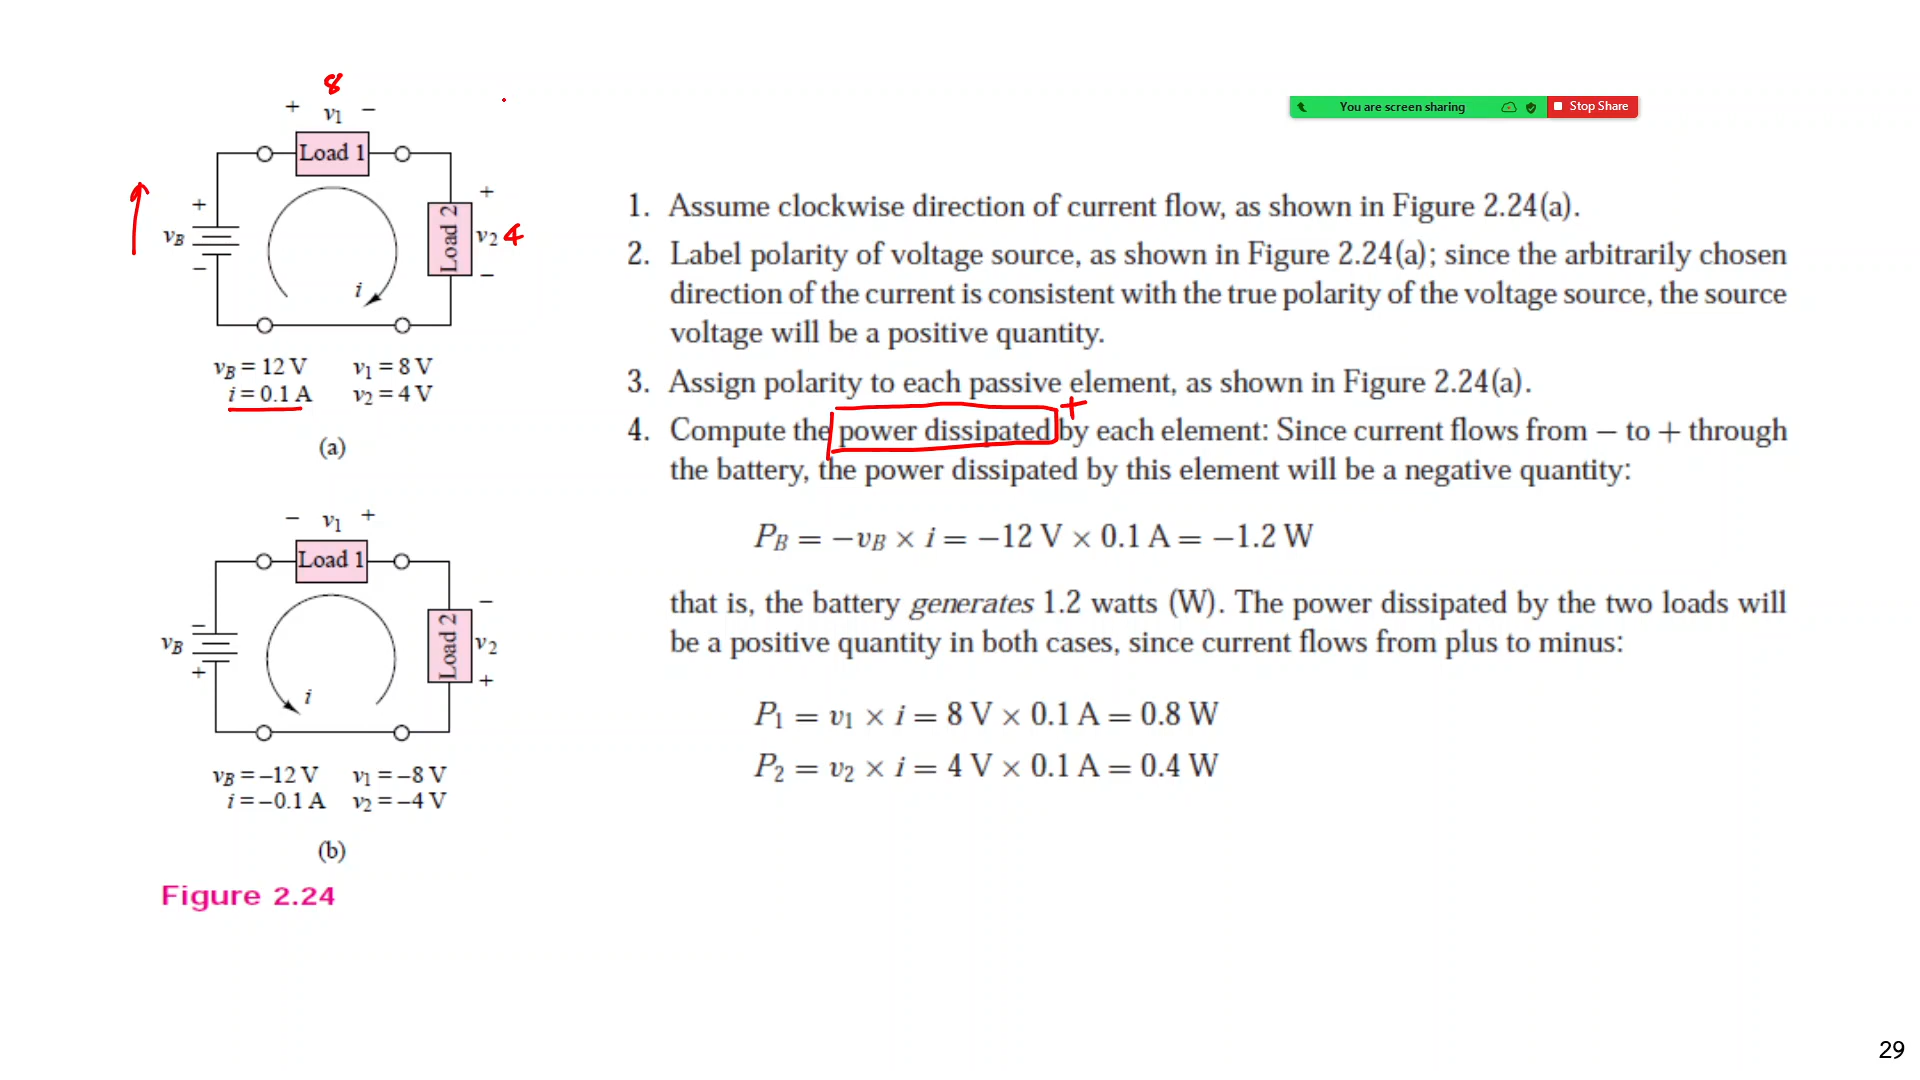 8
+ v1 −
Load 1
+
vB
−
+
Load 2
v2 4
−
i
vB = 12 V v1 = 8 V
i = 0.1 A v2 = 4 V
(a)
− v1 +
Load 1
−
vB
+
−
Load 2
v2
+
i
vB = –12 V v1 = –8 V
i = –0.1 A v2 = –4 V
(b)
Figure 2.24
You are screen sharing
Stop Share
1. Assume clockwise direction of current flow, as shown in Figure 2.24(a).
2. Label polarity of voltage source, as shown in Figure 2.24(a); since the arbitrarily chosen
direction of the current is consistent with the true polarity of the voltage source, the source
voltage will be a positive quantity.
3. Assign polarity to each passive element, as shown in Figure 2.24(a).
+
4. Compute the power dissipated by each element: Since current flows from − to + through
the battery, the power dissipated by this element will be a negative quantity:
PB = −vB × i = −12 V × 0.1 A = −1.2 W
that is, the battery generates 1.2 watts (W). The power dissipated by the two loads will
be a positive quantity in both cases, since current flows from plus to minus:
P1 = v1 × i = 8 V × 0.1 A = 0.8 W
P2 = v2 × i = 4 V × 0.1 A = 0.4 W
29